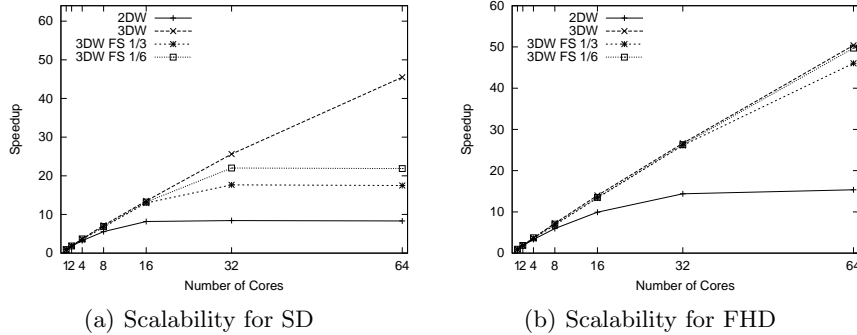 2DW
3DW
3DW FS 1/3
3DW FS 1/6
60
50
40
30
20
10
0
Speedup
1 2 4 8 16 32 64
Number of Cores
(a) Scalability for SD
2DW
3DW
3DW FS 1/3
3DW FS 1/6
60
50
40
30
20
10
0
Speedup
1 2 4 8 16 32 64
Number of Cores
(b) Scalability for FHD